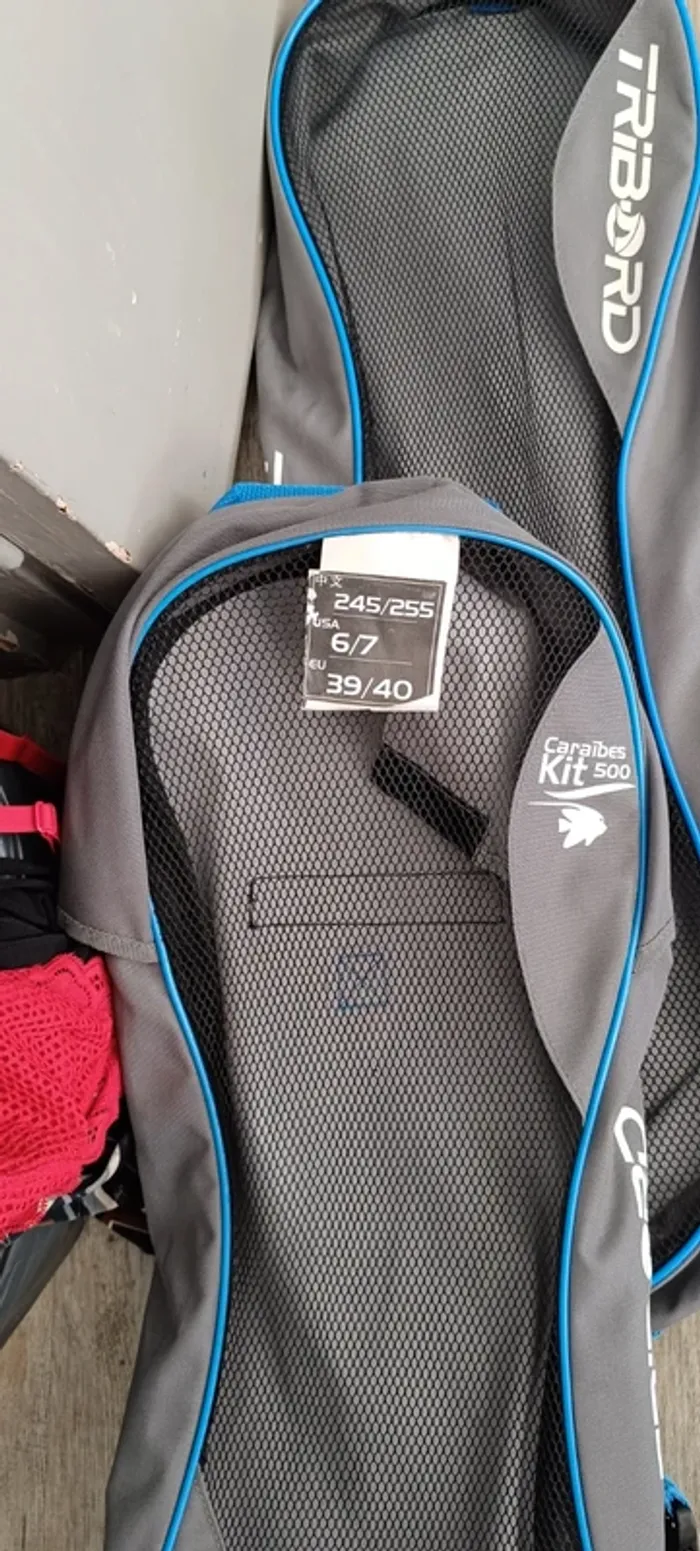 TRIBORD
中文
245/255
USA
6/7
EU
39/40
Caraïbes
Kit 500